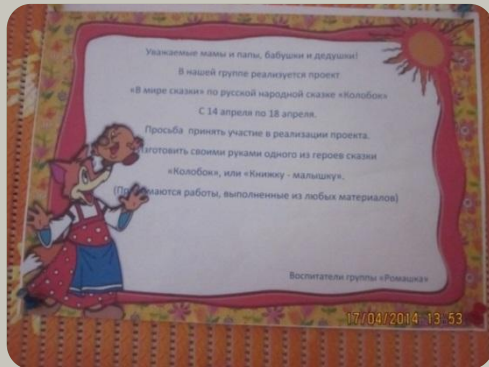 Уважаемые мамы и папы, бабушки и дедушки!
В нашей группе реализуется проект
«В мире сказки» по русской народной сказке «Колобок»
С 14 апреля по 18 апреля.
Просьба принять участие в реализации проекта.
Изготовить своими руками одного из героев сказки
«Колобок», или «Книжку - малышку».
(Принимаются работы, выполненные из любых материалов)
Воспитатели группы «Ромашка»
17/04/2014 13:53